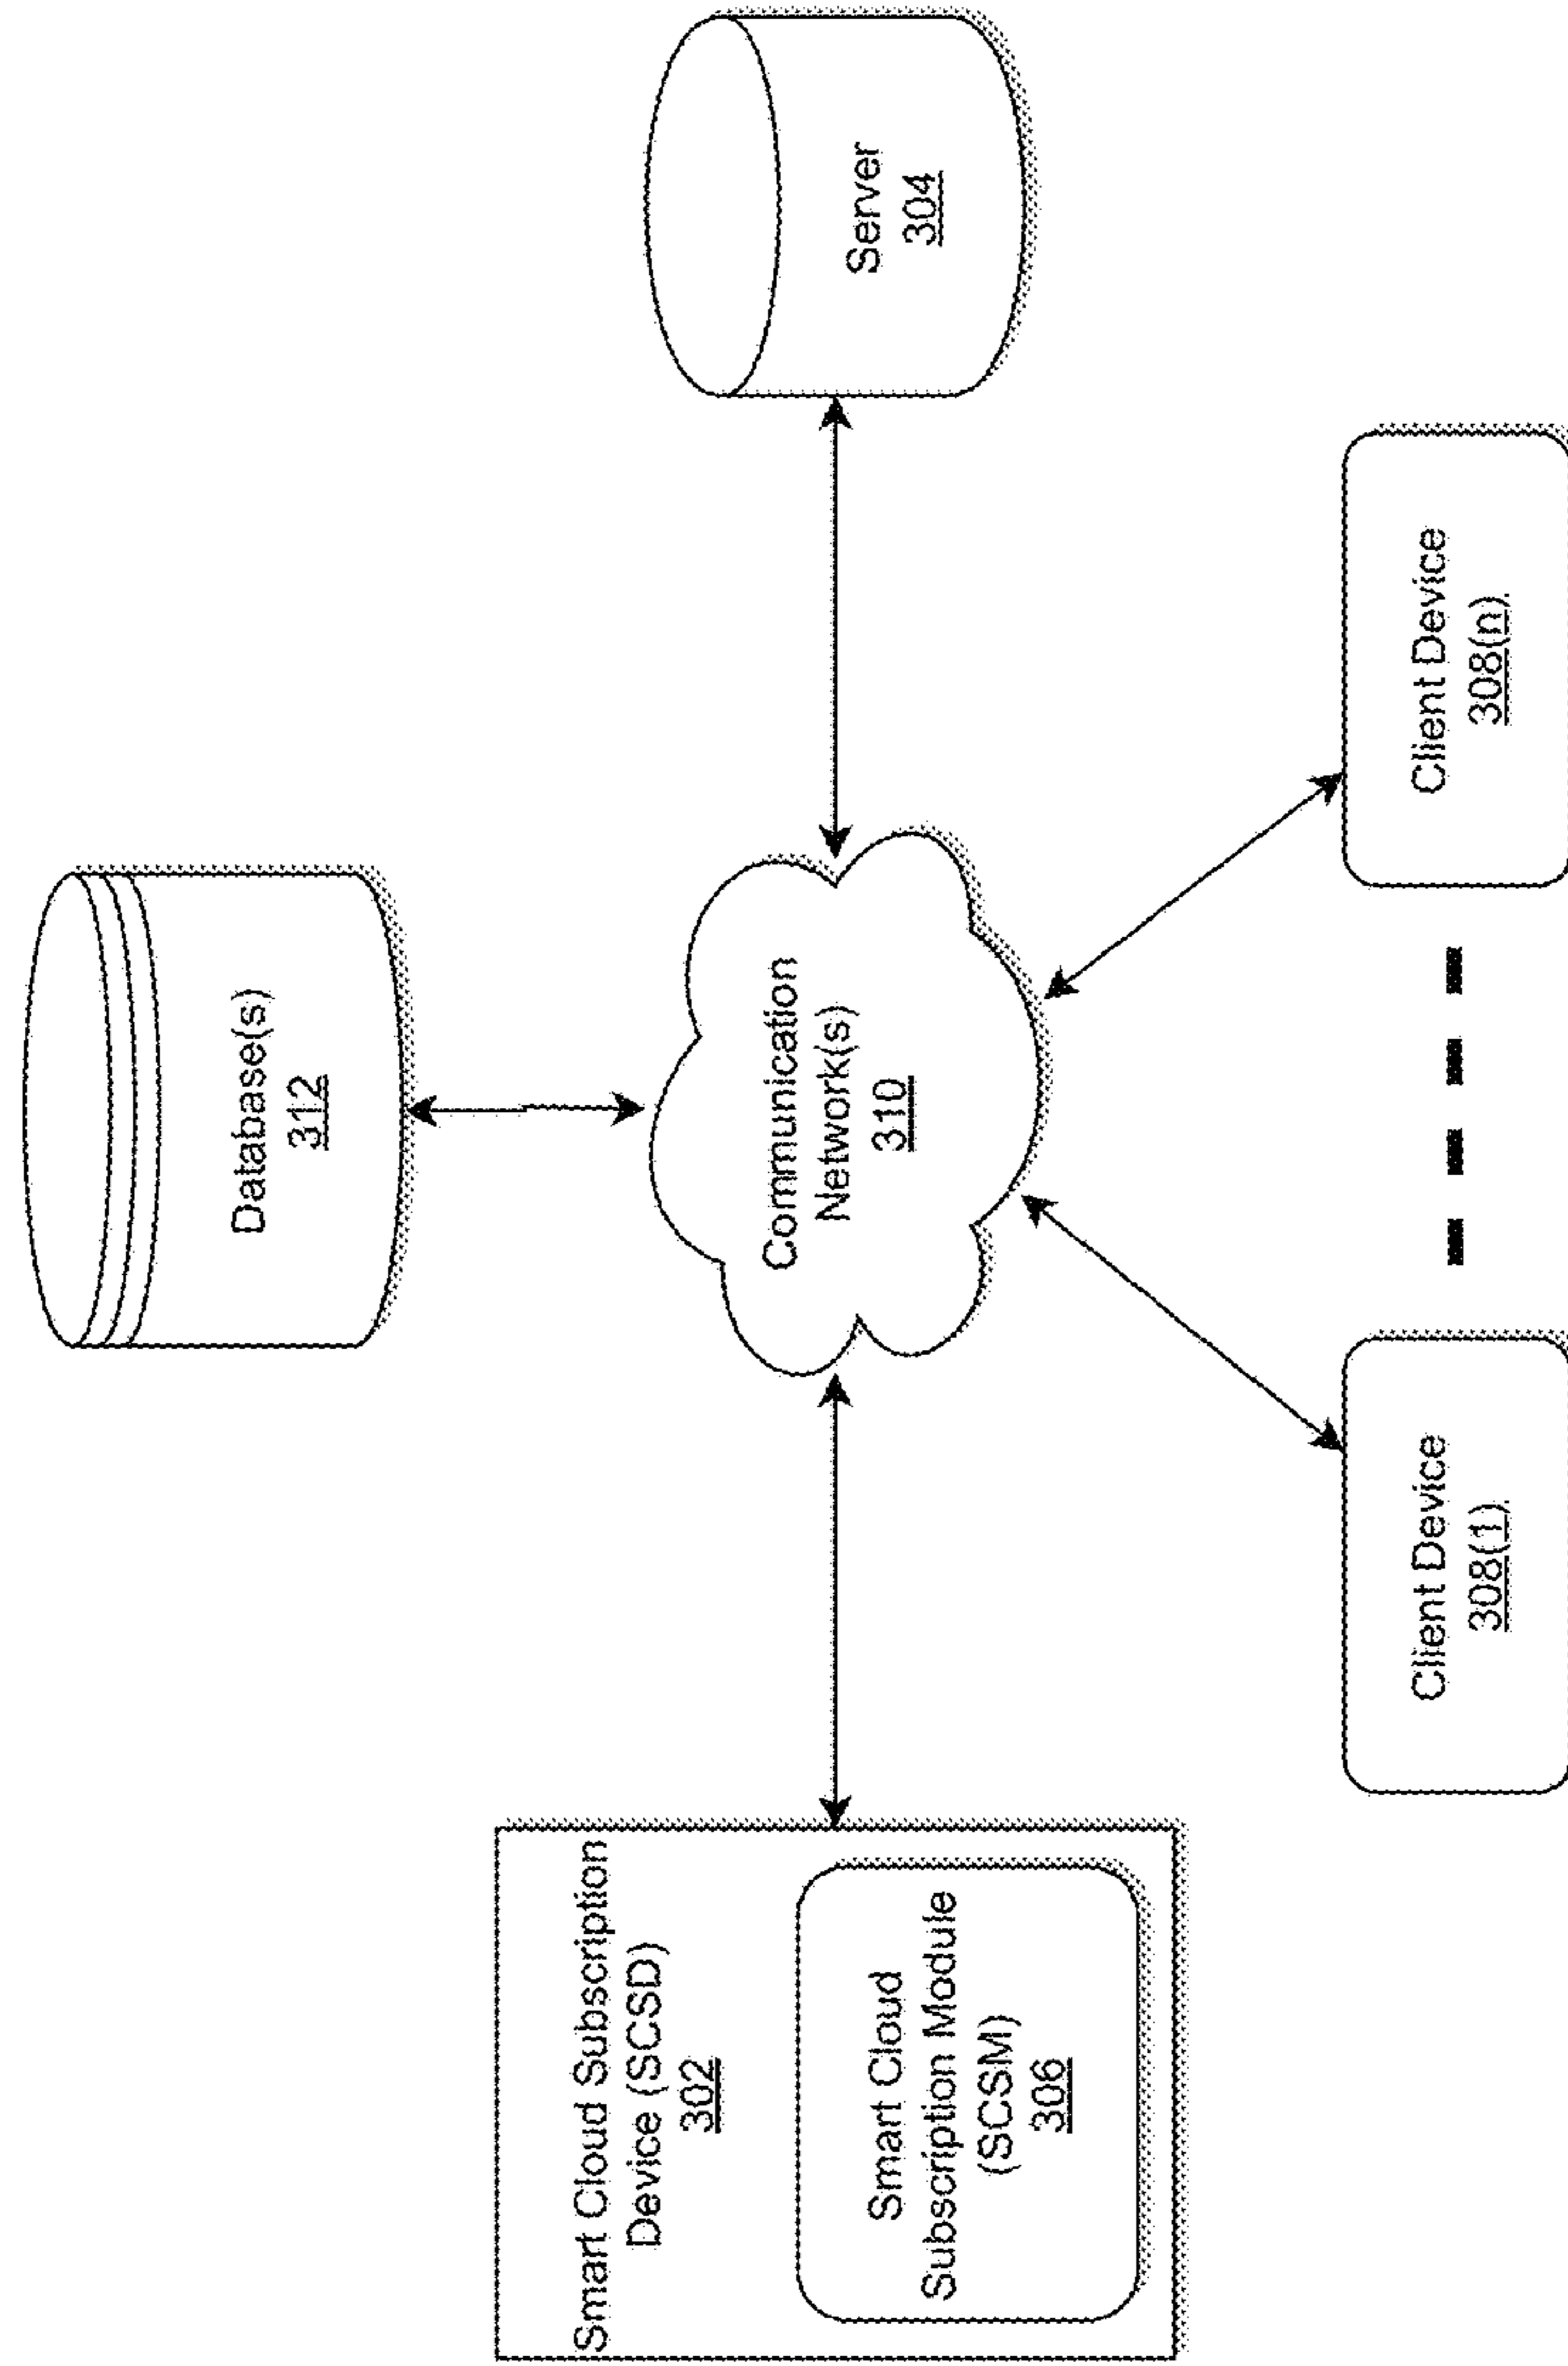 Database(s)
312
Smart Cloud Subscription
Device (SCSD)
302
Smart Cloud
Subscription Module
(SCSM)
306
Communication
Network(s)
310
Server
304
Client Device
308(1)
Client Device
308(n)